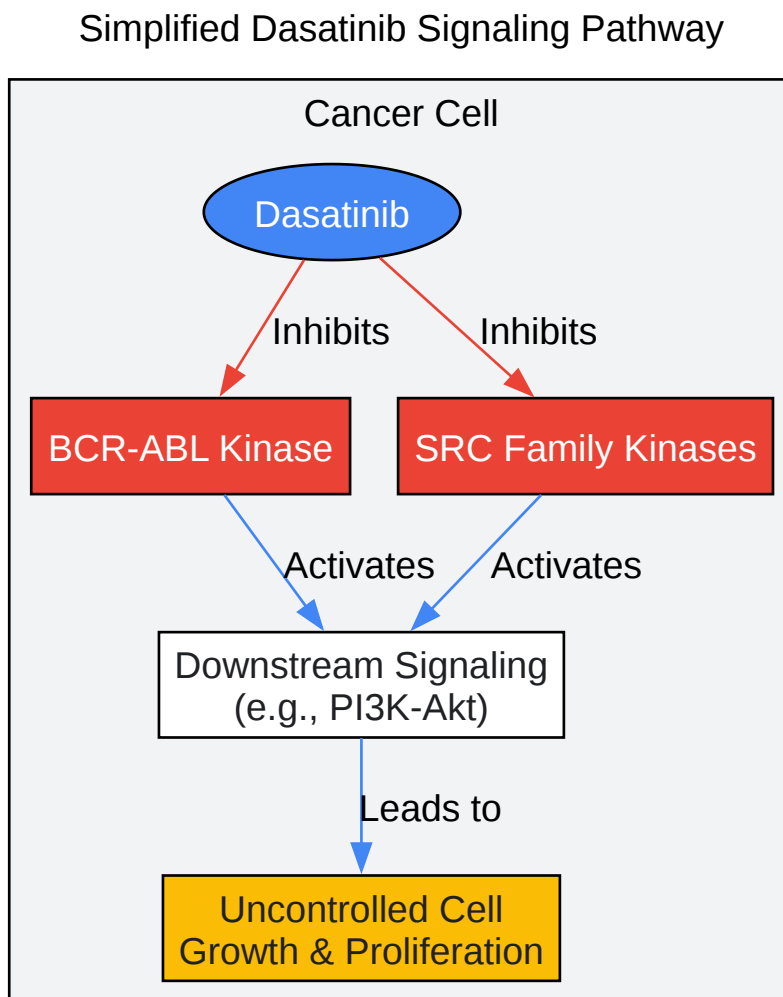 Simplified Dasatinib Signaling Pathway
Cancer Cell
Dasatinib
Inhibits
Inhibits
BCR-ABL Kinase
SRC Family Kinases
Activates
Activates
Downstream Signaling
(e.g., PI3K-Akt)
Leads to
Uncontrolled Cell
Growth & Proliferation